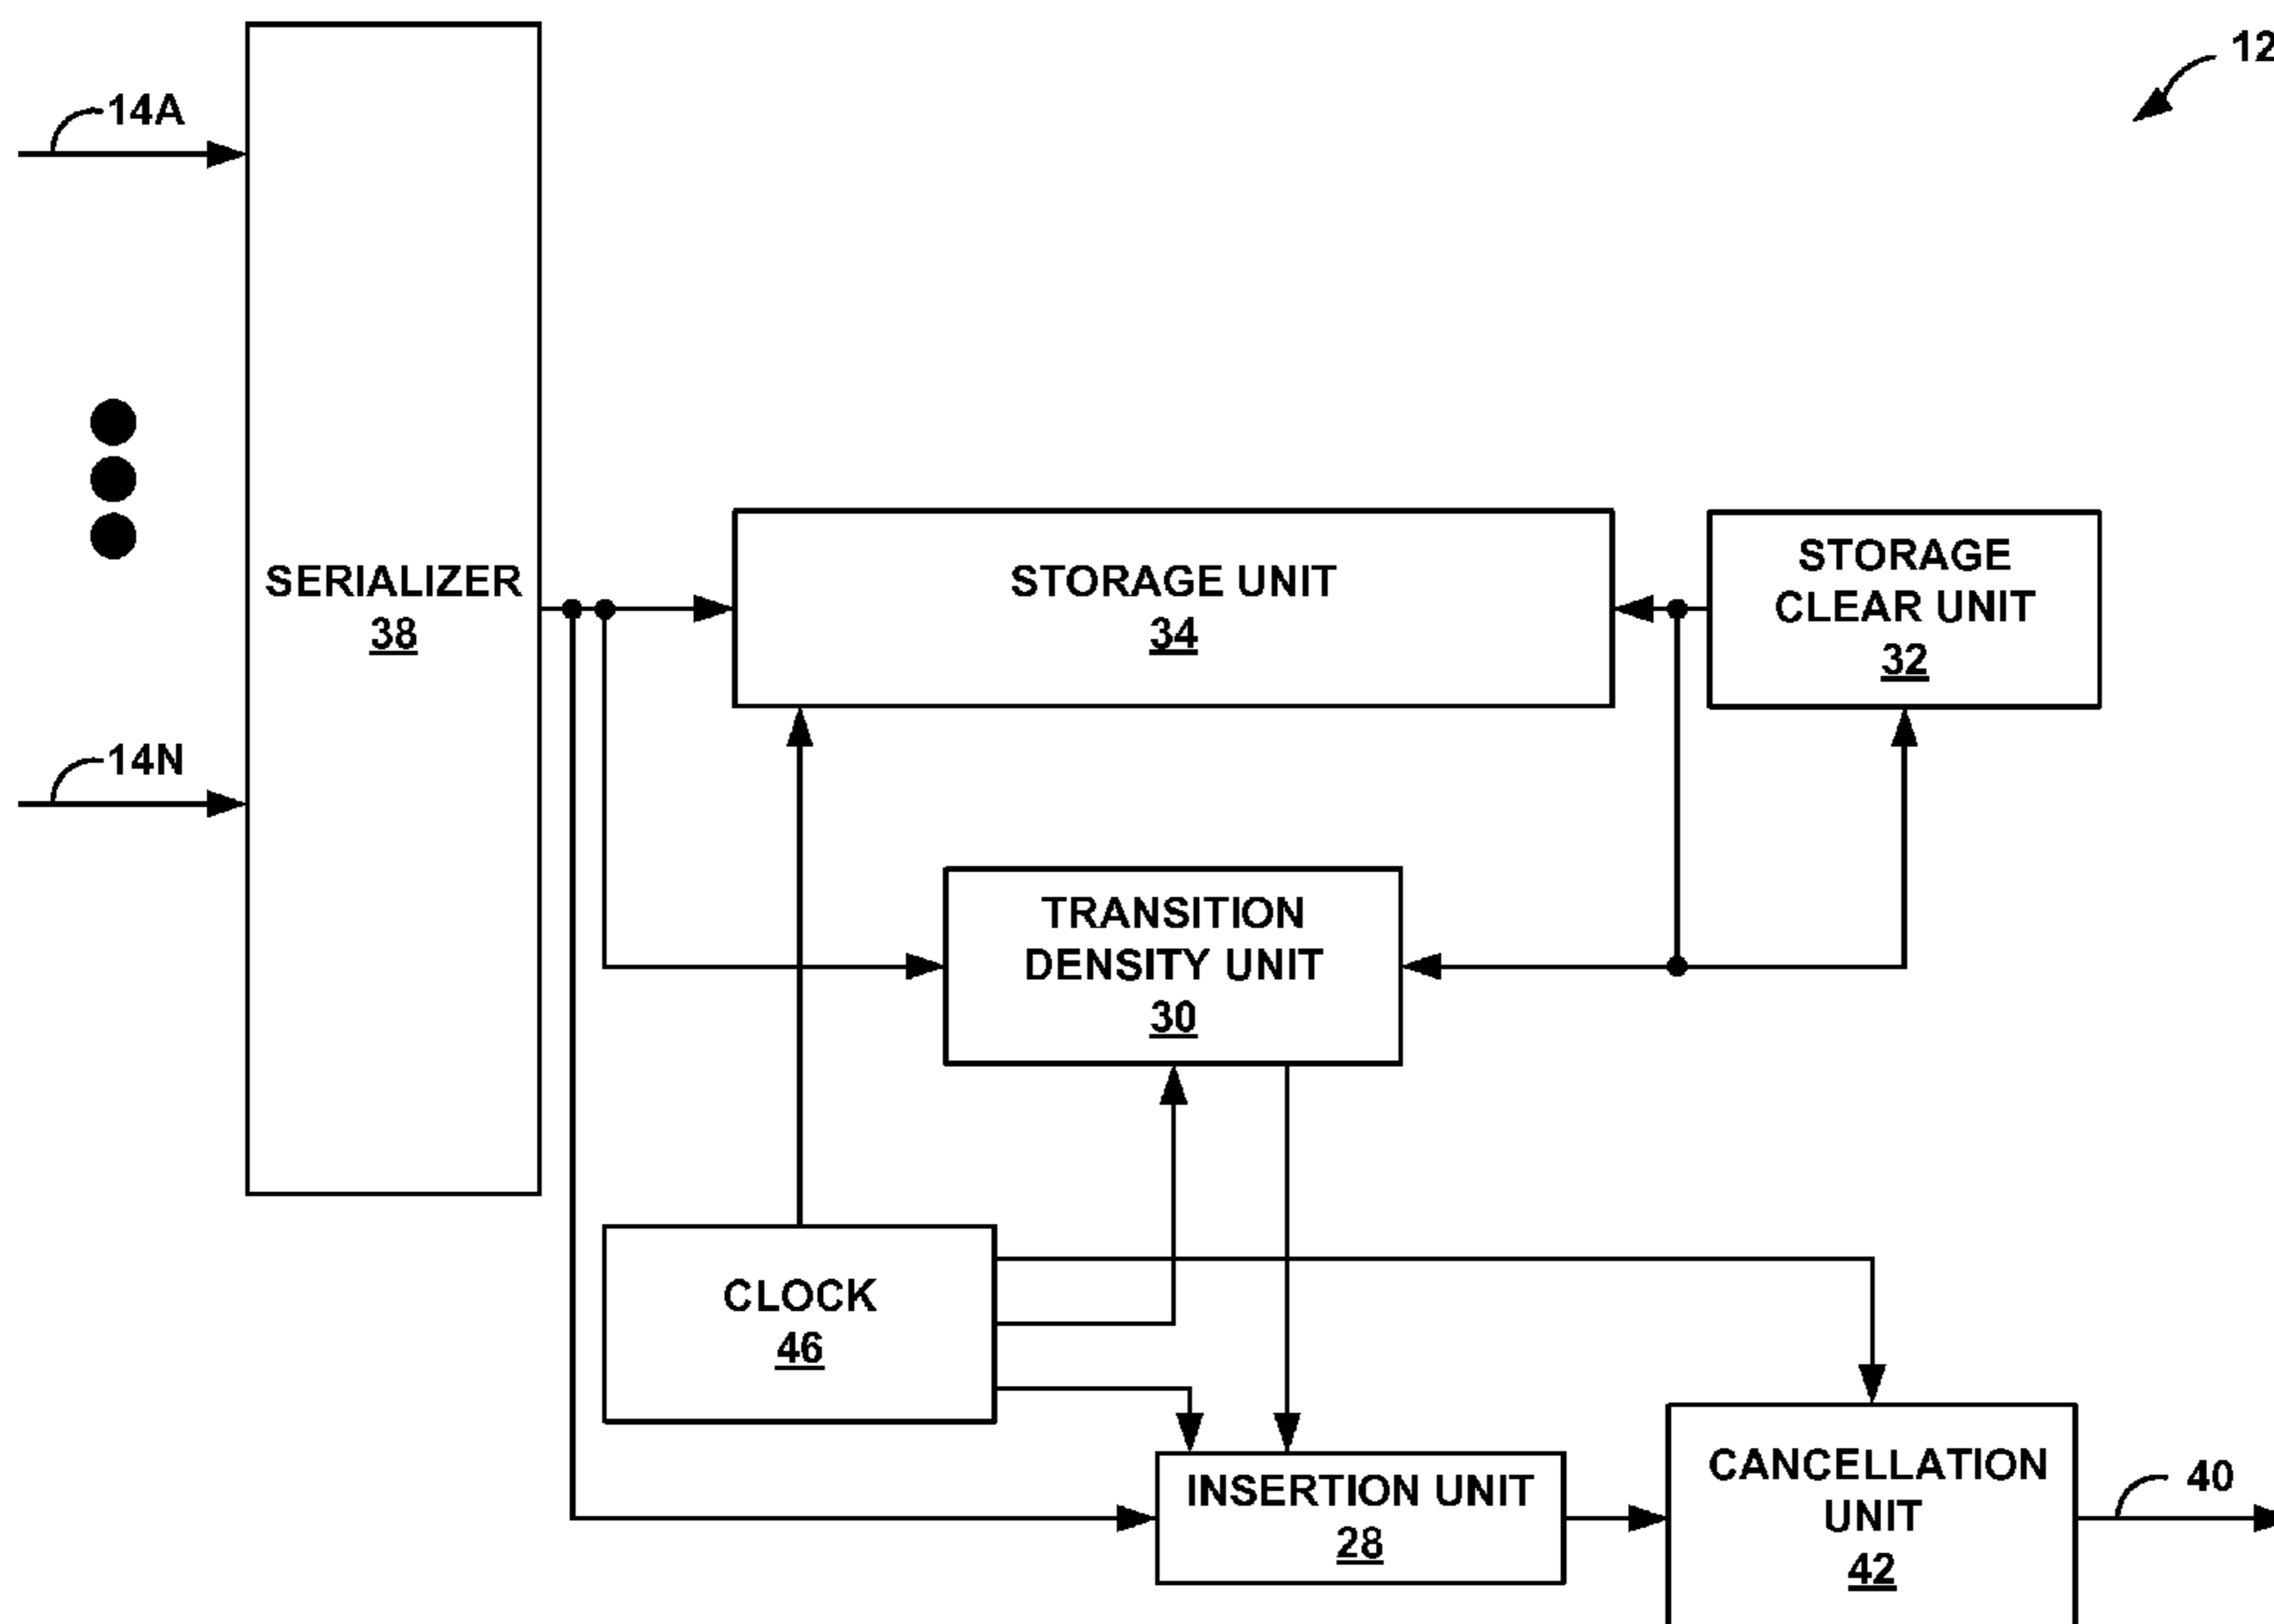 12
14A
SERIALIZER
38
14N
STORAGE UNIT
34
STORAGE
CLEAR UNIT
32
TRANSITION
DENSITY UNIT
30
CLOCK
46
INSERTION UNIT
28
CANCELLATION
UNIT
42
40